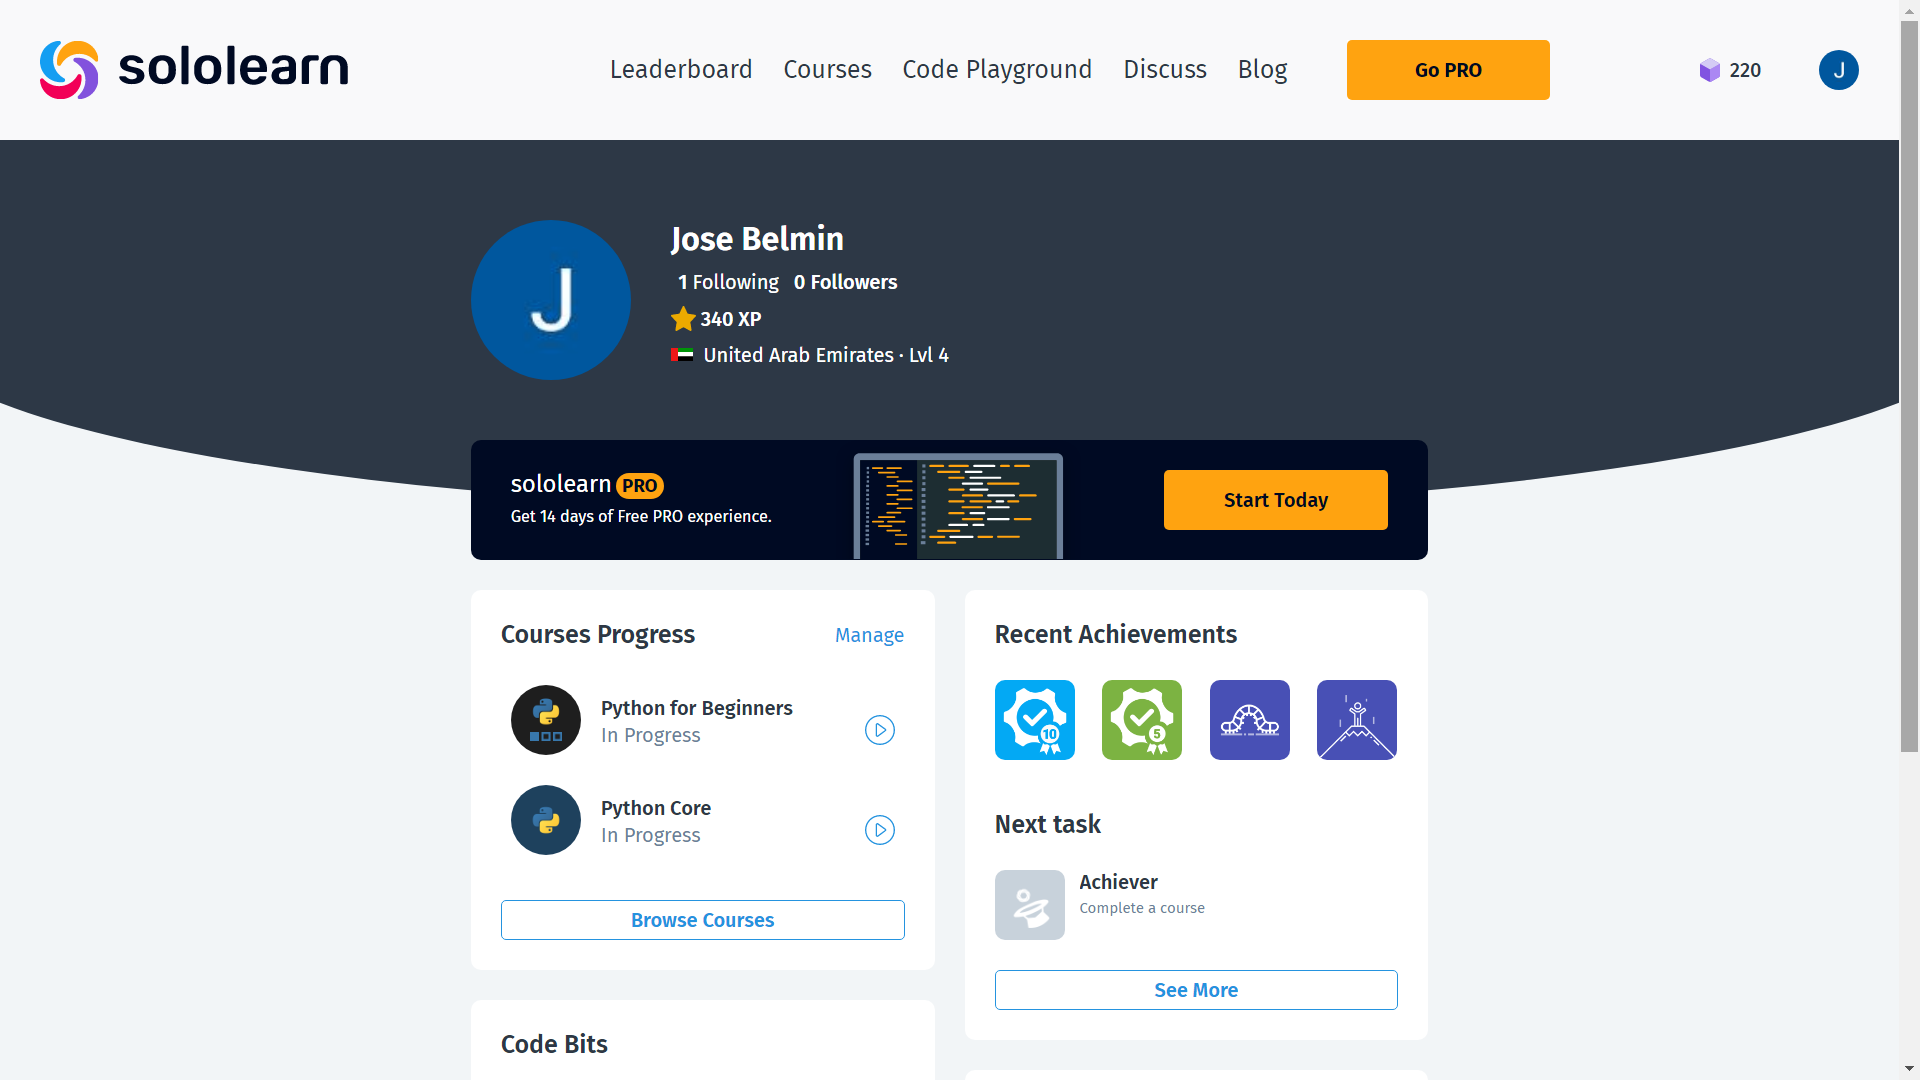 sololearn
Leaderboard
Courses
Code Playground
Discuss
Blog
Go PRO
220
J
J
Jose Belmin
1 Following 0 Followers
340 XP
United Arab Emirates · Lvl 4
sololearn PRO
Get 14 days of Free PRO experience.
Start Today
Courses Progress
Manage
Python for Beginners
In Progress
Python Core
In Progress
Browse Courses
Code Bits
Recent Achievements
10
5
Next task
Achiever
Complete a course
See More